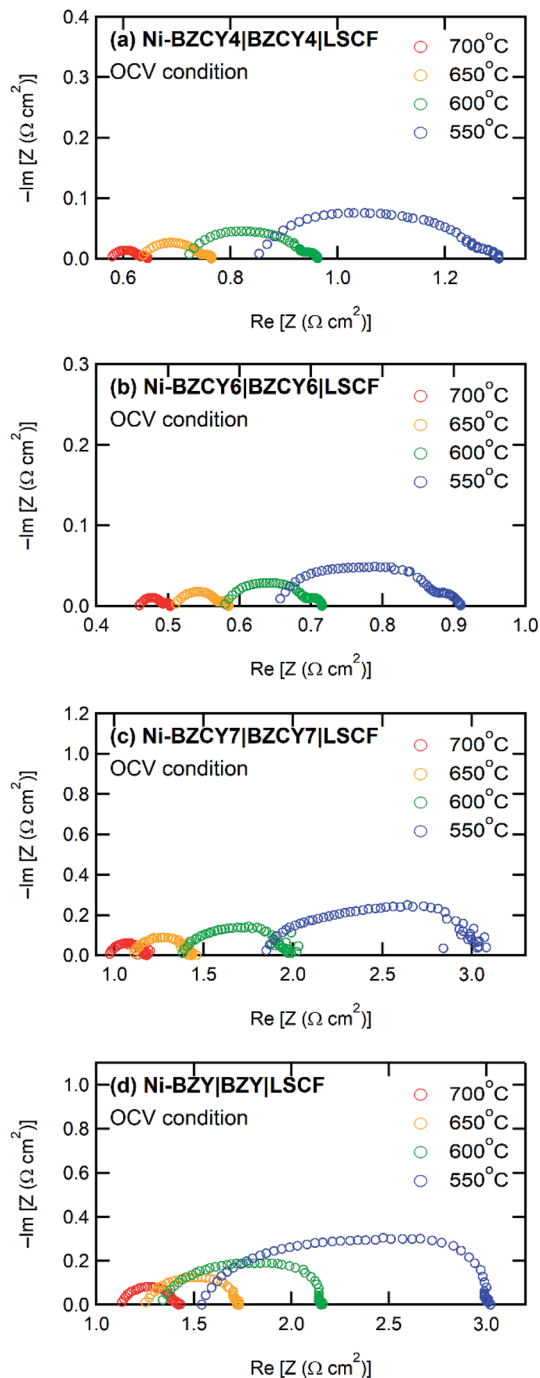 (a) Ni-BZCY4|BZCY4|LSCF
OCV condition
700°C
650°C
600°C
550°C
0.4
0.3
0.2
0.1
0.0
−Im [Z (Ω cm²)]
0.6 0.8 1.0 1.2
Re [Z (Ω cm²)]
(b) Ni-BZCY6|BZCY6|LSCF
OCV condition
700°C
650°C
600°C
550°C
0.3
0.2
0.1
0.0
−Im [Z (Ω cm²)]
0.4 0.5 0.6 0.7 0.8 0.9 1.0
Re [Z (Ω cm²)]
(c) Ni-BZCY7|BZCY7|LSCF
OCV condition
700°C
650°C
600°C
550°C
1.2
1.0
0.8
0.6
0.4
0.2
0.0
−Im [Z (Ω cm²)]
1.0 1.5 2.0 2.5 3.0
Re [Z (Ω cm²)]
(d) Ni-BZY|BZY|LSCF
OCV condition
700°C
650°C
600°C
550°C
1.0
0.8
0.6
0.4
0.2
0.0
−Im [Z (Ω cm²)]
1.0 1.5 2.0 2.5 3.0
Re [Z (Ω cm²)]